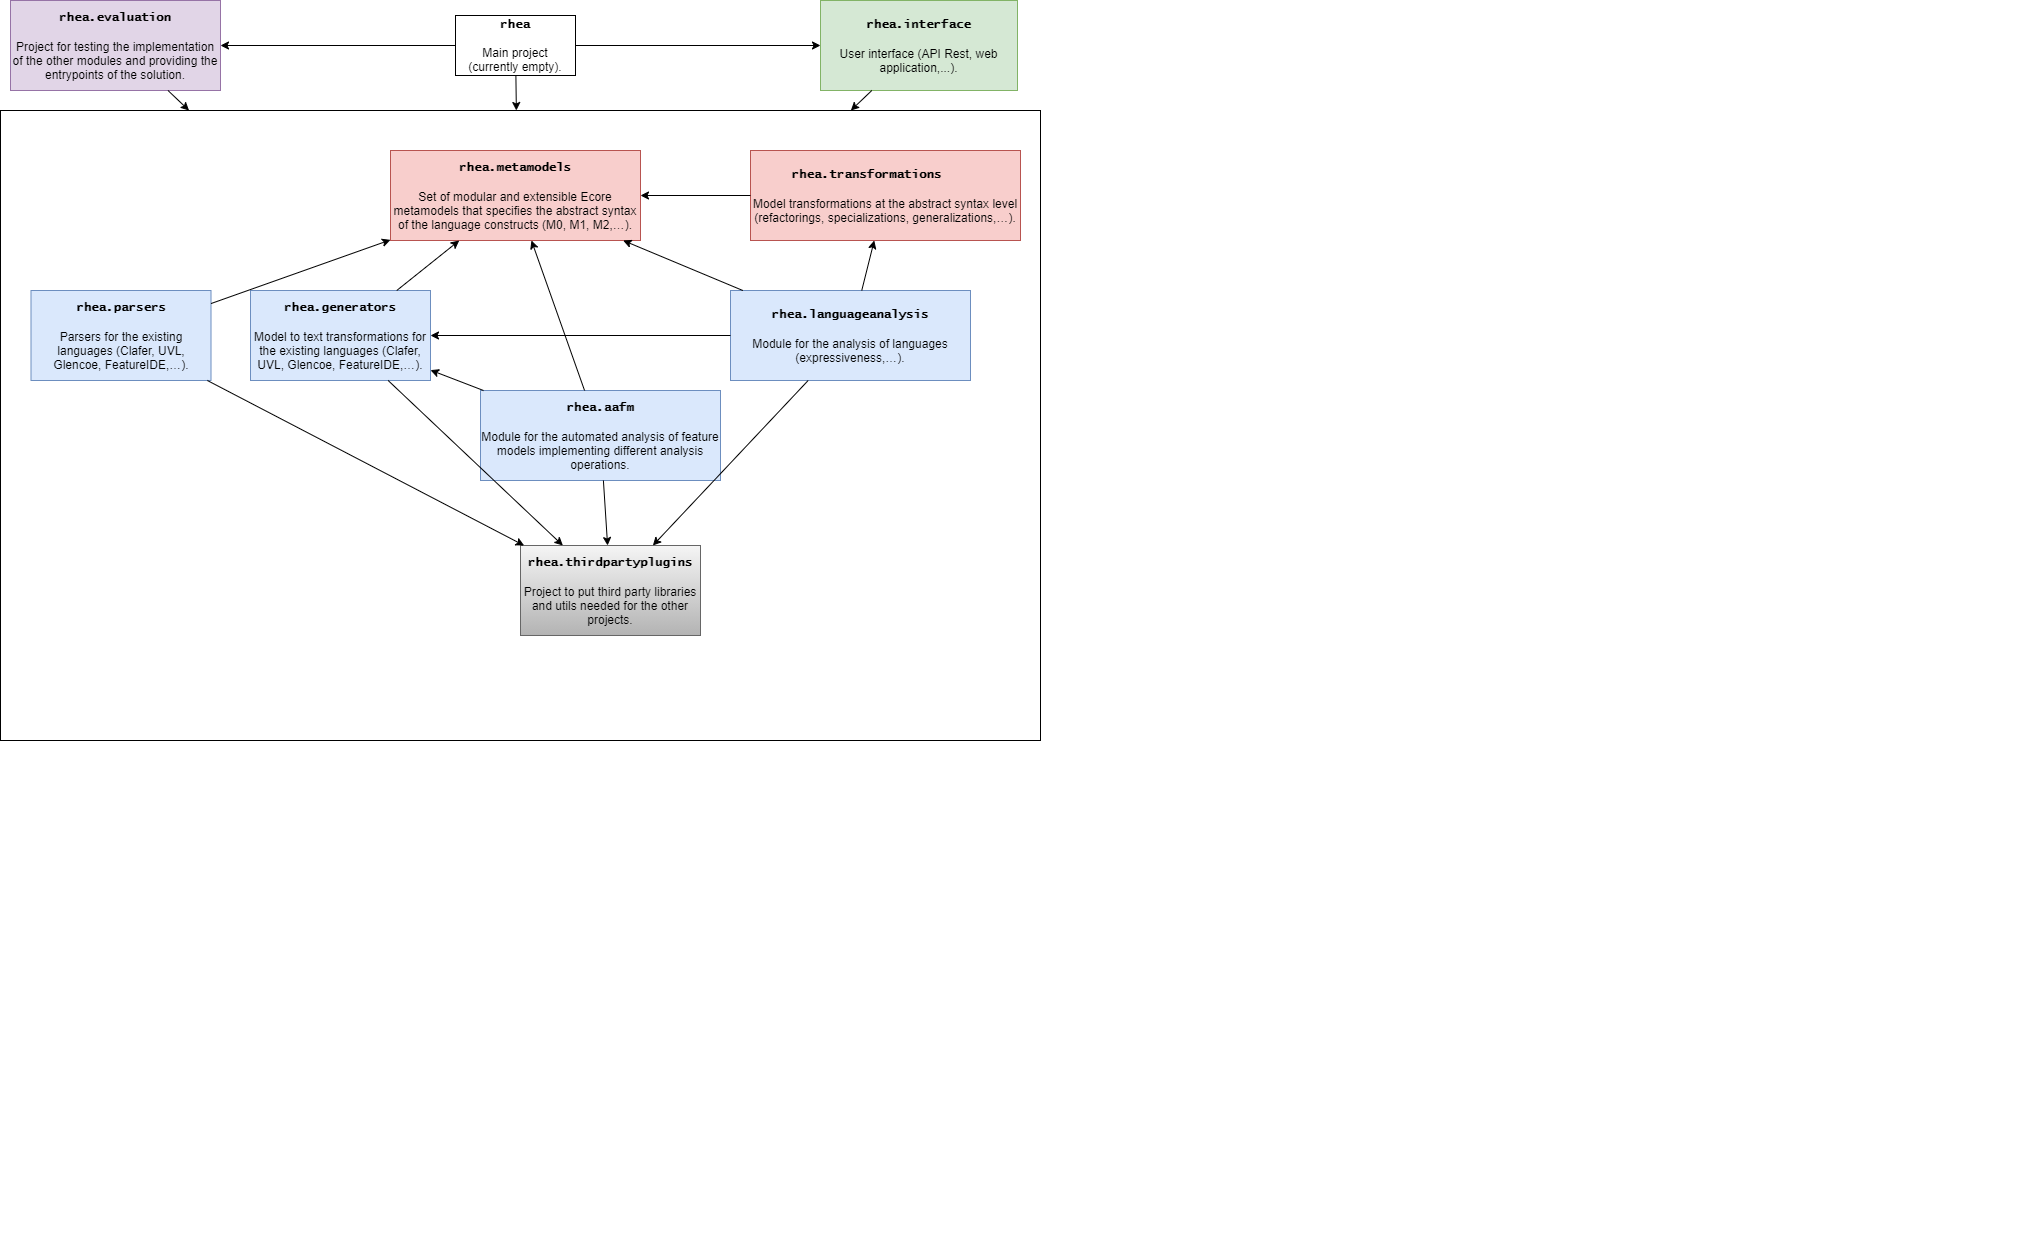 rhea.evaluation
Project for testing the implementation
of the other modules and providing the
entrypoints of the solution.
rhea
Main project
(currently empty).
rhea.interface
User interface (API Rest, web
application,...).
rhea.metamodels
Set of modular and extensible Ecore
metamodels that specifies the abstract syntax
of the language constructs (M0, M1, M2,...).
rhea.transformations
Model transformations at the abstract syntax level
(refactorings, specializations, generalizations,...).
rhea.parsers
Parsers for the existing
languages (Clafer, UVL,
Glencoe, FeatureIDE,...).
rhea.generators
Model to text transformations for
the existing languages (Clafer,
UVL, Glencoe, FeatureIDE,...).
rhea.languageanalysis
Module for the analysis of languages
(expressiveness,...).
rhea.aafm
Module for the automated analysis of feature
models implementing different analysis
operations.
rhea.thirdpartyplugins
Project to put third party libraries
and utils needed for the other
projects.